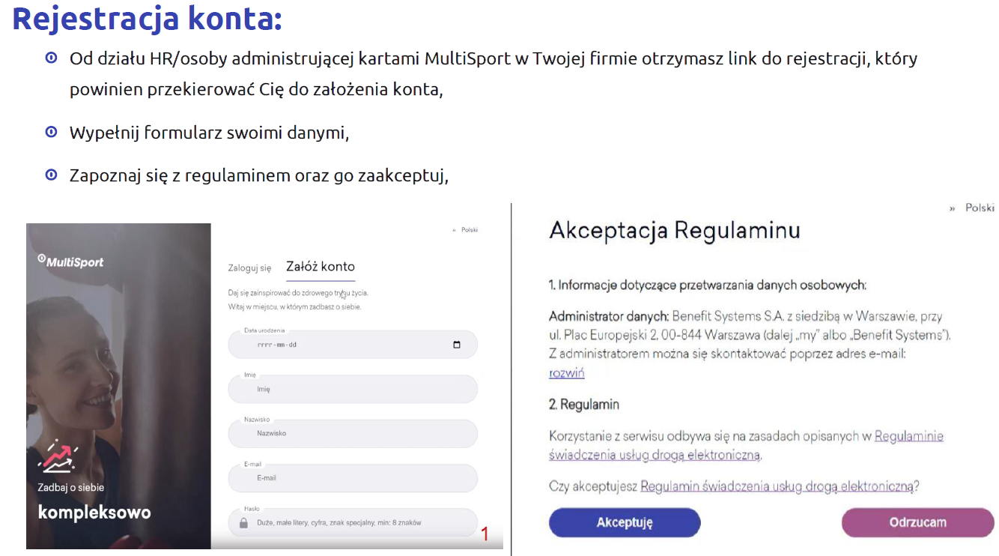 Rejestracja konta:
Od działu HR/osoby administrującej kartami MultiSport w Twojej firmie otrzymasz link do rejestracji, który
powinien przekierować Cię do założenia konta,
Wypełnij formularz swoimi danymi,
Zapoznaj się z regulaminem oraz go zaakceptuj,
MultiSport
Zadbaj o siebie
kompleksowo
» Polski
Zaloguj się Załóż konto
Daj się zainspirować do zdrowego trybu życia.
Witaj w miejscu, w którym zadbasz o siebie.
Data urodzenia
rrrr-mm-dd
Imię
Imię
Nazwisko
Nazwisko
E-mail
E-mail
Hasło
Duże, małe litery, cyfra, znak specjalny, min: 8 znaków
1
» Polski
Akceptacja Regulaminu
1. Informacje dotyczące przetwarzania danych osobowych:
Administrator danych: Benefit Systems S.A. z siedzibą w Warszawie, przy
ul. Plac Europejski 2, 00-844 Warszawa (dalej „my” albo „Benefit Systems”).
Z administratorem można się skontaktować poprzez adres e-mail:
rozwiń
2. Regulamin
Korzystanie z serwisu odbywa się na zasadach opisanych w Regulaminie
świadczenia usług drogą elektroniczną.
Czy akceptujesz Regulamin świadczenia usług drogą elektroniczną?
Akceptuję Odrzucam